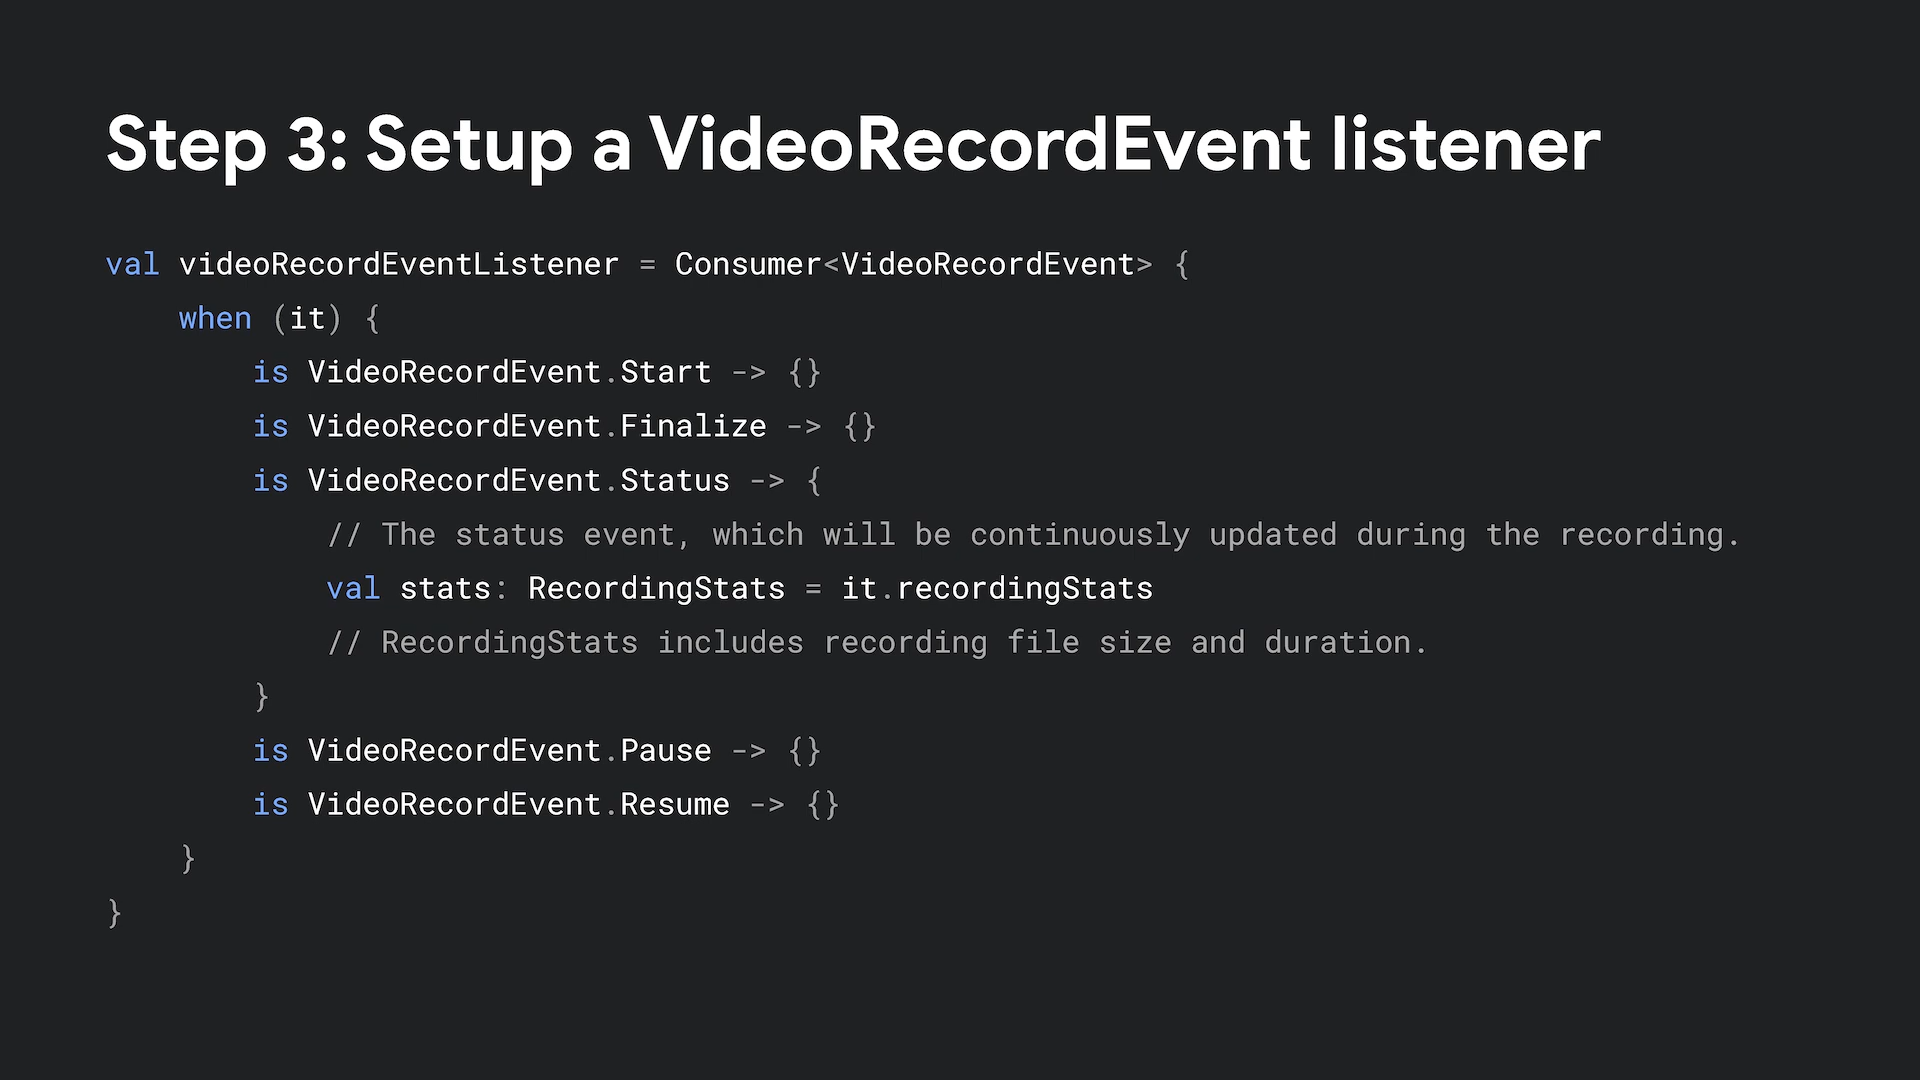 Step 3: Setup a VideoRecordEvent listener
val videoRecordEventListener = Consumer<VideoRecordEvent> {
    when (it) {
        is VideoRecordEvent.Start -> {}
        is VideoRecordEvent.Finalize -> {}
        is VideoRecordEvent.Status -> {
            // The status event, which will be continuously updated during the recording.
            val stats: RecordingStats = it.recordingStats
            // RecordingStats includes recording file size and duration.
        }
        is VideoRecordEvent.Pause -> {}
        is VideoRecordEvent.Resume -> {}
    }
}